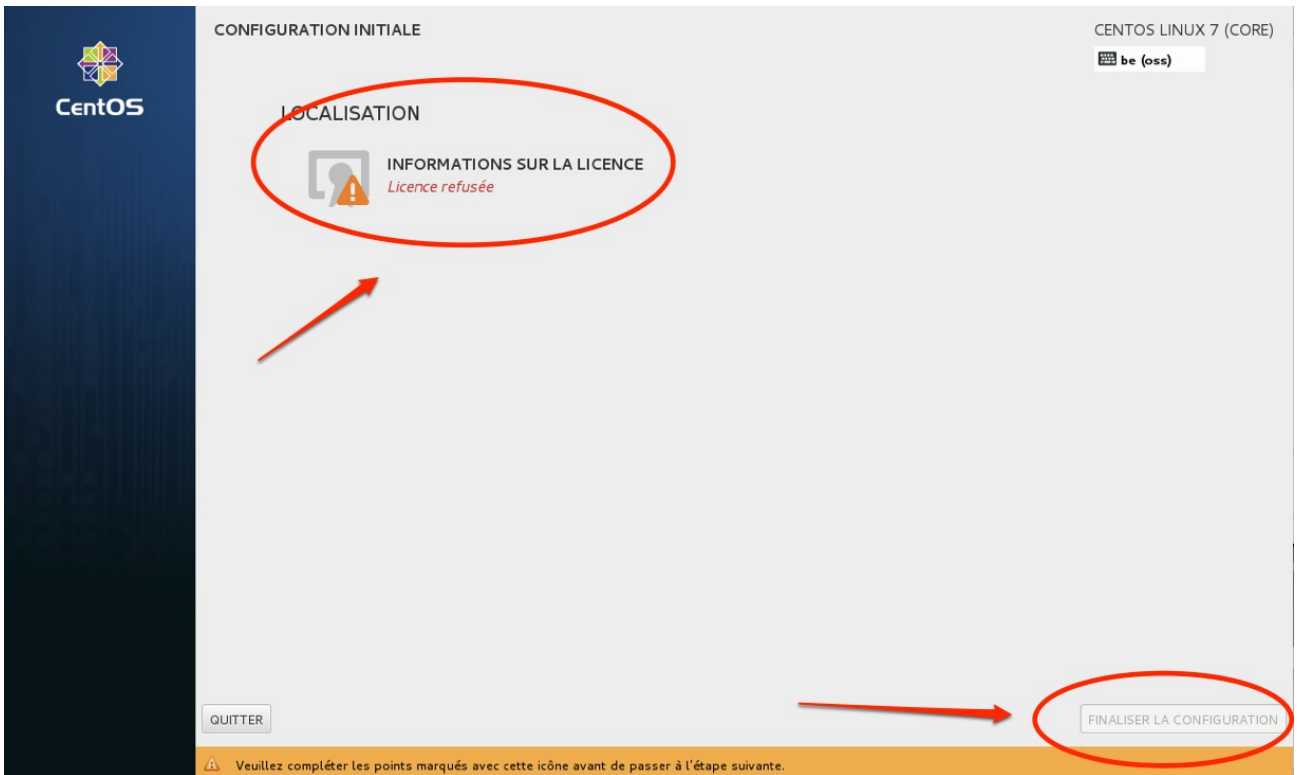 CONFIGURATION INITIALE
CENTOS LINUX 7 (CORE)
be (oss)
CentOS
LOCALISATION
INFORMATIONS SUR LA LICENCE
Licence refusée
QUITTER
FINALISER LA CONFIGURATION
Veuillez compléter les points marqués avec cette icône avant de passer à l'étape suivante.